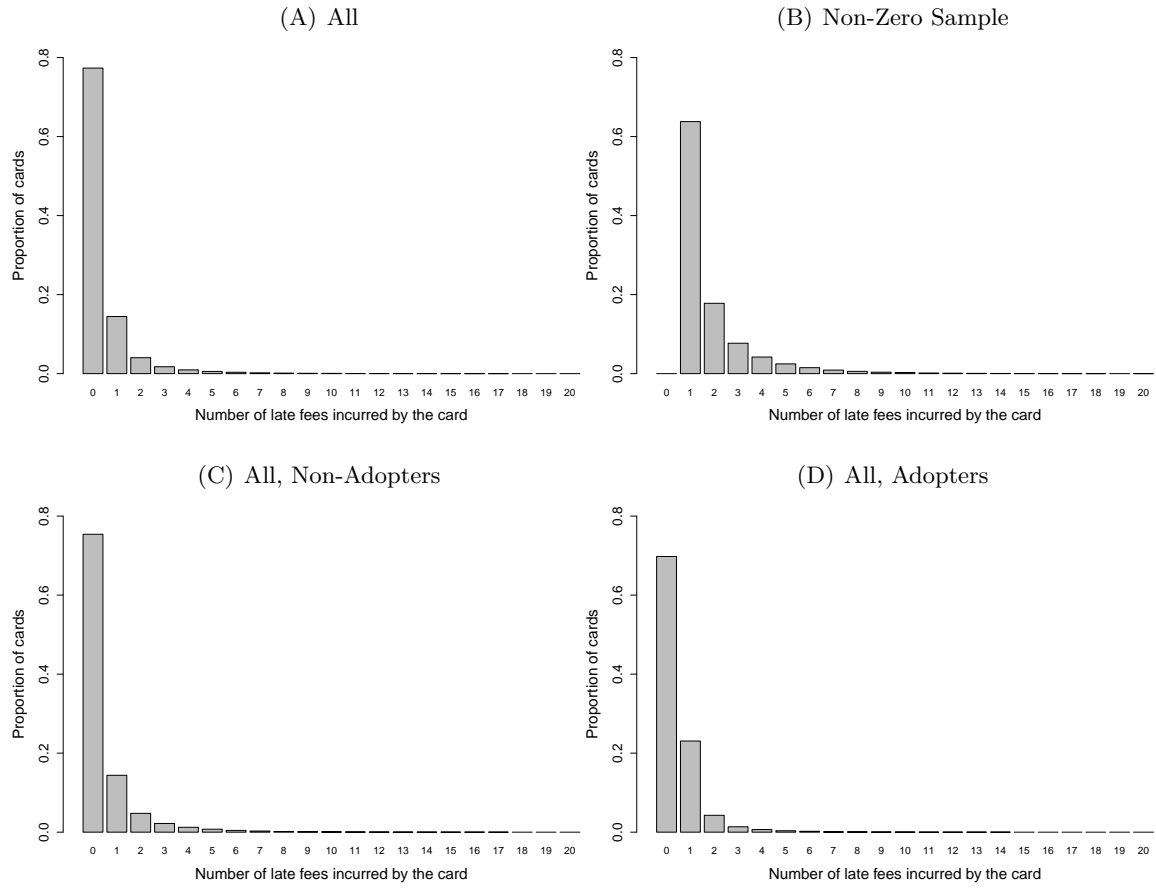 (A) All
0.0 0.2 0.4 0.6 0.8
Proportion of cards
0 1 2 3 4 5 6 7 8 9 10 11 12 13 14 15 16 17 18 19 20
Number of late fees incurred by the card
(B) Non-Zero Sample
0.0 0.2 0.4 0.6 0.8
Proportion of cards
0 1 2 3 4 5 6 7 8 9 10 11 12 13 14 15 16 17 18 19 20
Number of late fees incurred by the card
(C) All, Non-Adopters
0.0 0.2 0.4 0.6 0.8
Proportion of cards
0 1 2 3 4 5 6 7 8 9 10 11 12 13 14 15 16 17 18 19 20
Number of late fees incurred by the card
(D) All, Adopters
0.0 0.2 0.4 0.6 0.8
Proportion of cards
0 1 2 3 4 5 6 7 8 9 10 11 12 13 14 15 16 17 18 19 20
Number of late fees incurred by the card